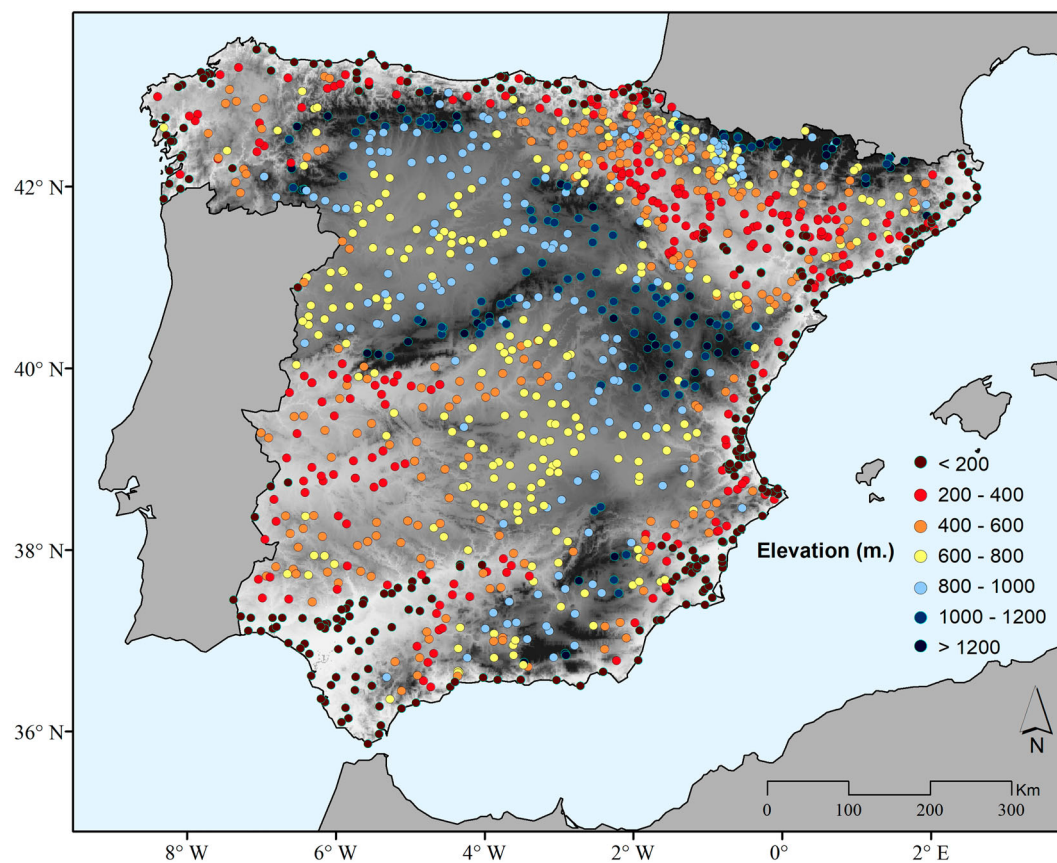 42° N
40° N
38° N
36° N
< 200
200 - 400
400 - 600
Elevation (m.)
600 - 800
800 - 1000
1000 - 1200
> 1200
N
Km
0 100 200 300
8° W 6° W 4° W 2° W 0° 2° E